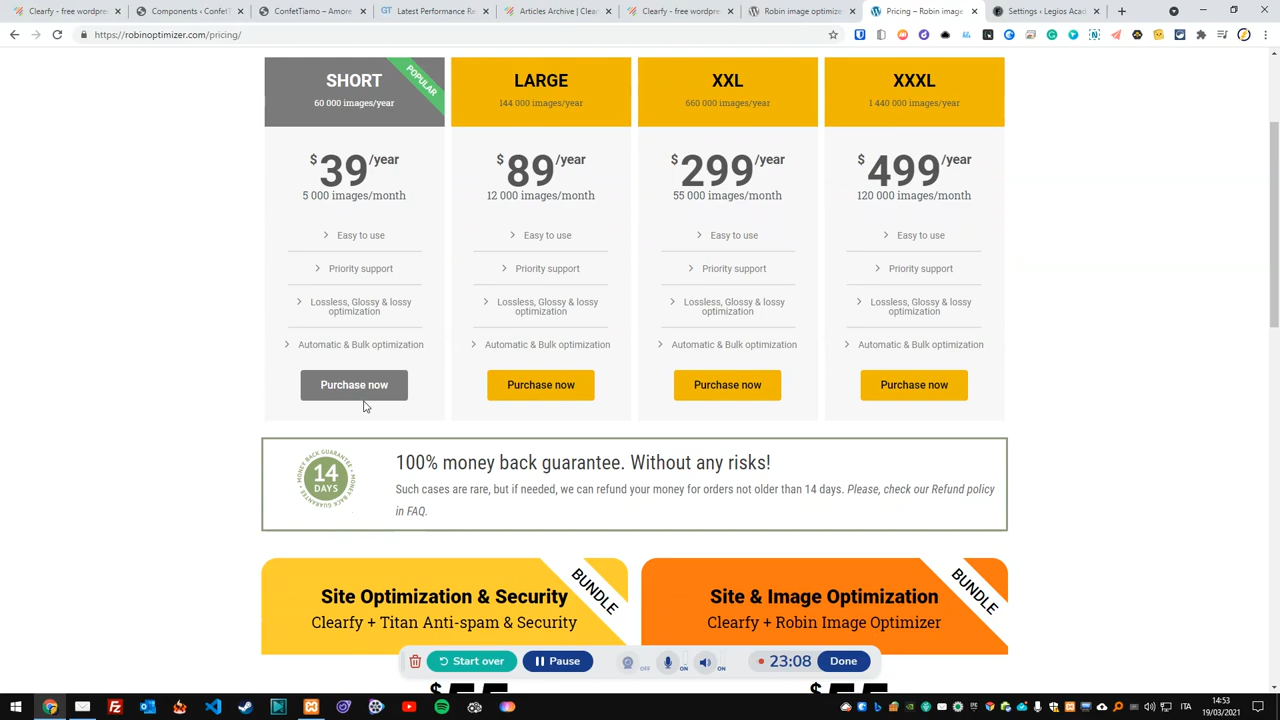 Clearfy – free wordpre
Components ‹ ConfetT
ConfetTiamo – Amore
Latest Performance Re
Articles Archive | Clear
Clearfy - free wordpre
Robin image optimizer
Pricing – Robin image
Settings ‹ Legios Acad
https://robinoptimizer.com/pricing/
SHORT
60 000 images/year
POPULAR
$ 39 /year
5 000 images/month
Easy to use
Priority support
Lossless, Glossy & lossy
optimization
Automatic & Bulk optimization
Purchase now
LARGE
144 000 images/year
$ 89 /year
12 000 images/month
Easy to use
Priority support
Lossless, Glossy & lossy
optimization
Automatic & Bulk optimization
Purchase now
XXL
660 000 images/year
$ 299 /year
55 000 images/month
Easy to use
Priority support
Lossless, Glossy & lossy
optimization
Automatic & Bulk optimization
Purchase now
XXXL
1 440 000 images/year
$ 499 /year
120 000 images/month
Easy to use
Priority support
Lossless, Glossy & lossy
optimization
Automatic & Bulk optimization
Purchase now
MONEY BACK GUARANTEE
14
DAYS
100% money back guarantee. Without any risks!
Such cases are rare, but if needed, we can refund your money for orders not older than 14 days. Please, check our Refund policy
in FAQ.
Site Optimization & Security
Clearfy + Titan Anti-spam & Security
BUNDLE
Site & Image Optimization
Clearfy + Robin Image Optimizer
BUNDLE
Start over
Pause
OFF
ON
ON
23:08
Done
ITA
14:53
19/03/2021